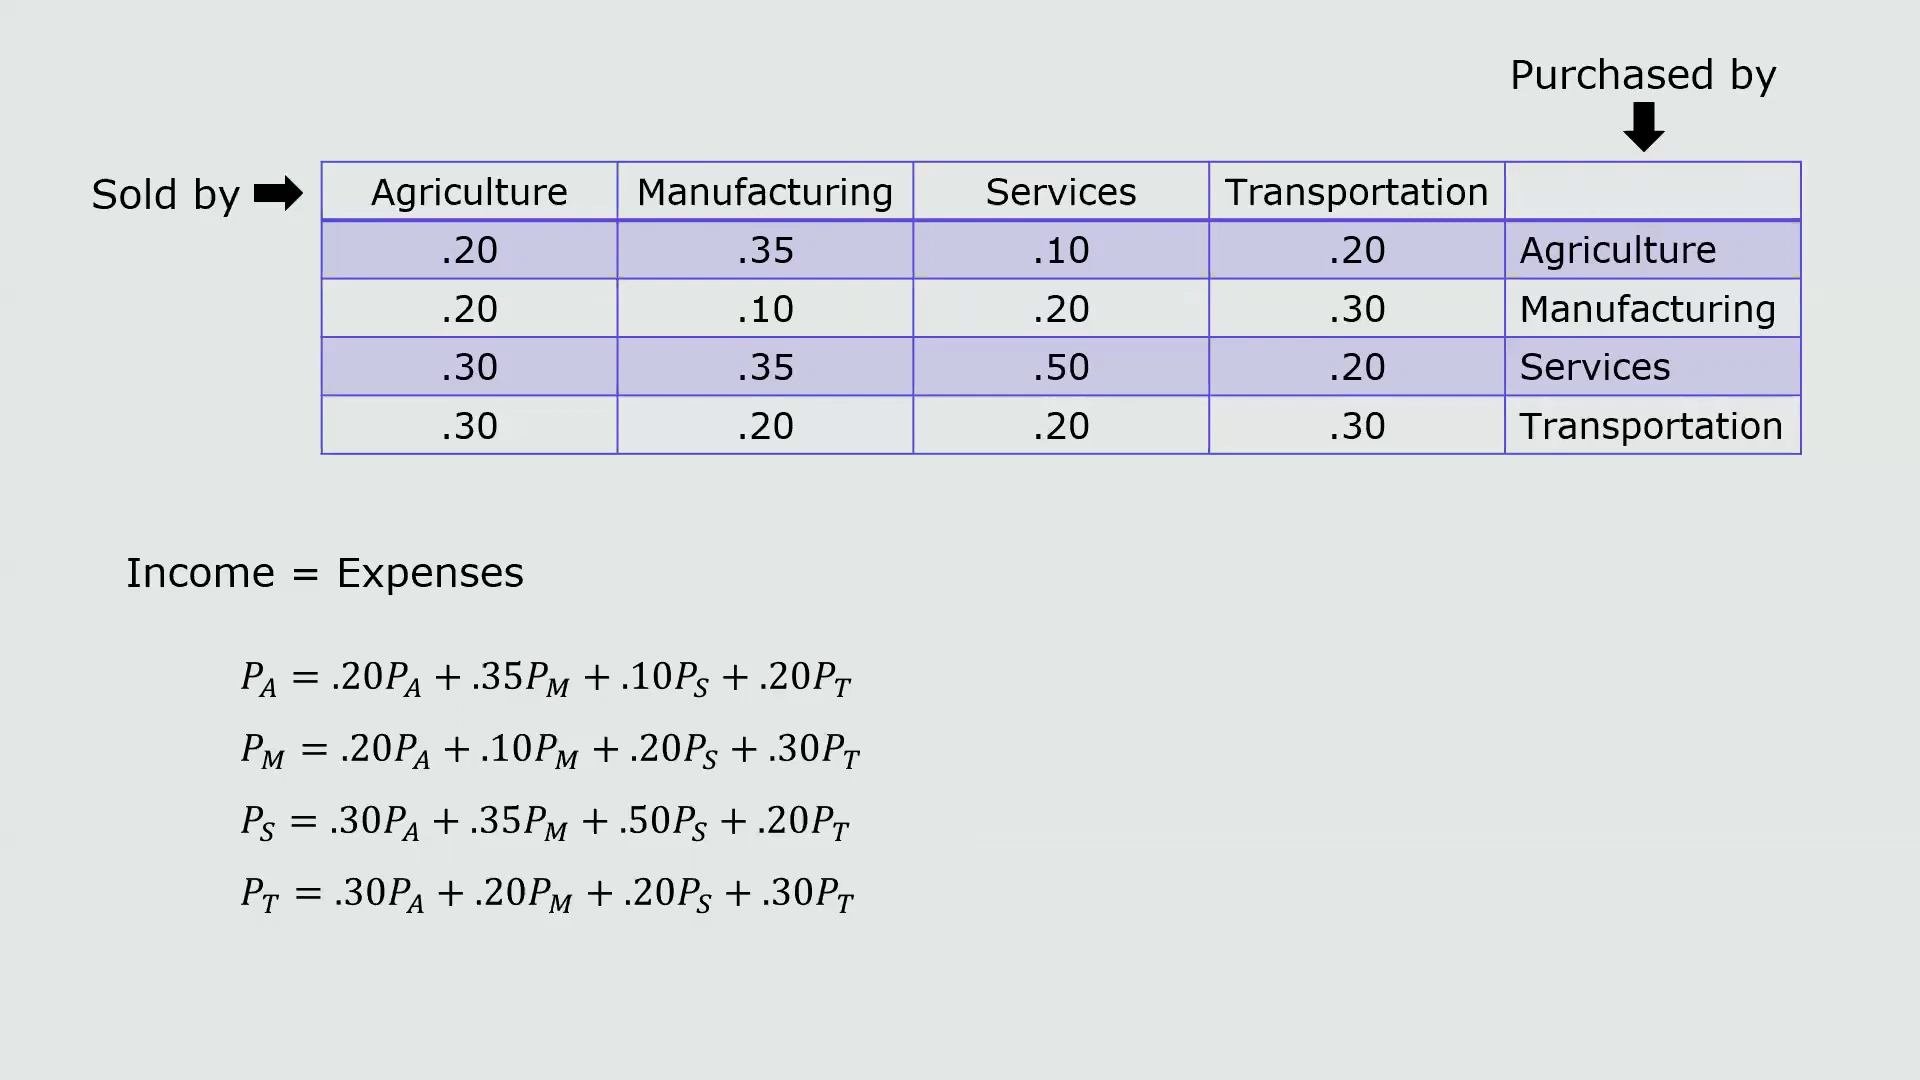 Purchased by
Sold by
Agriculture Manufacturing Services Transportation
.20 .35 .10 .20 Agriculture
.20 .10 .20 .30 Manufacturing
.30 .35 .50 .20 Services
.30 .20 .20 .30 Transportation
Income = Expenses
P_A = .20P_A + .35P_M + .10P_S + .20P_T
P_M = .20P_A + .10P_M + .20P_S + .30P_T
P_S = .30P_A + .35P_M + .50P_S + .20P_T
P_T = .30P_A + .20P_M + .20P_S + .30P_T